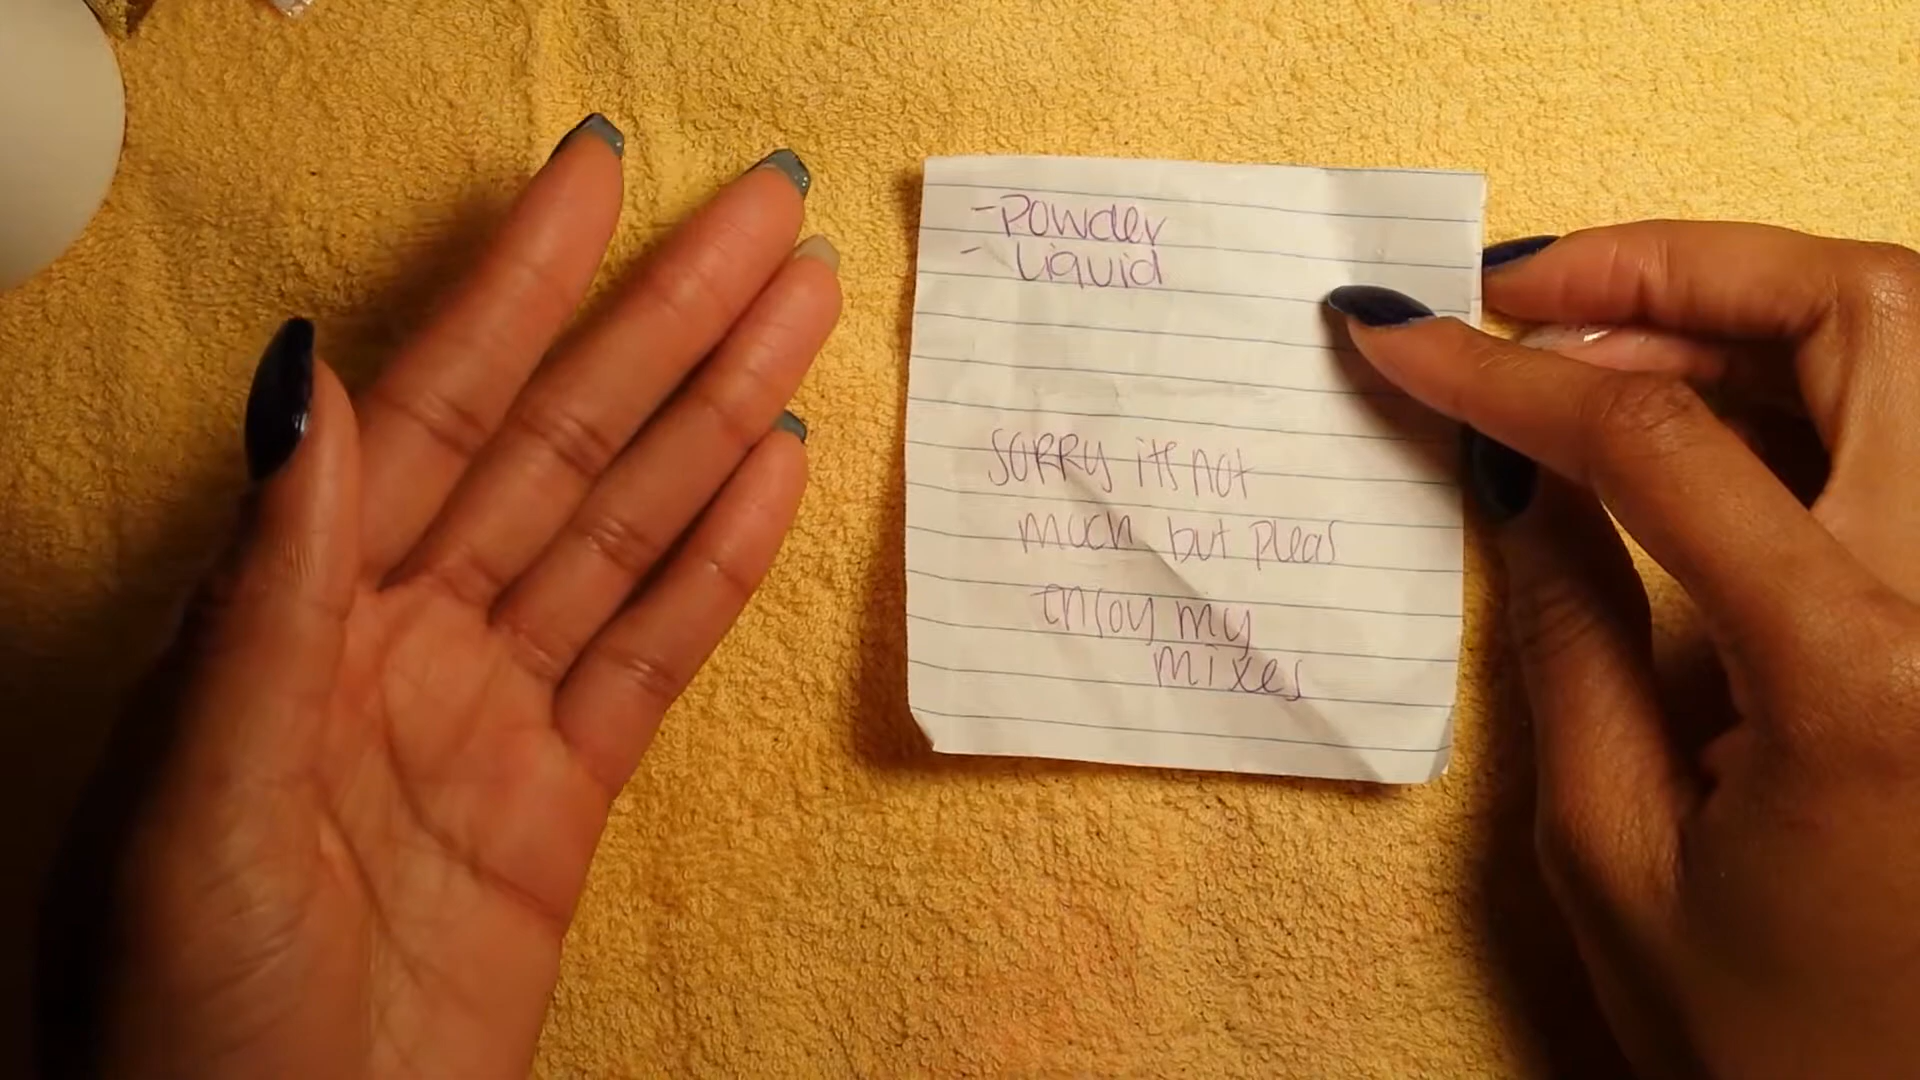 - Powder
- Liquid
SORRY its not
much but pleas
enjoy my
mixes